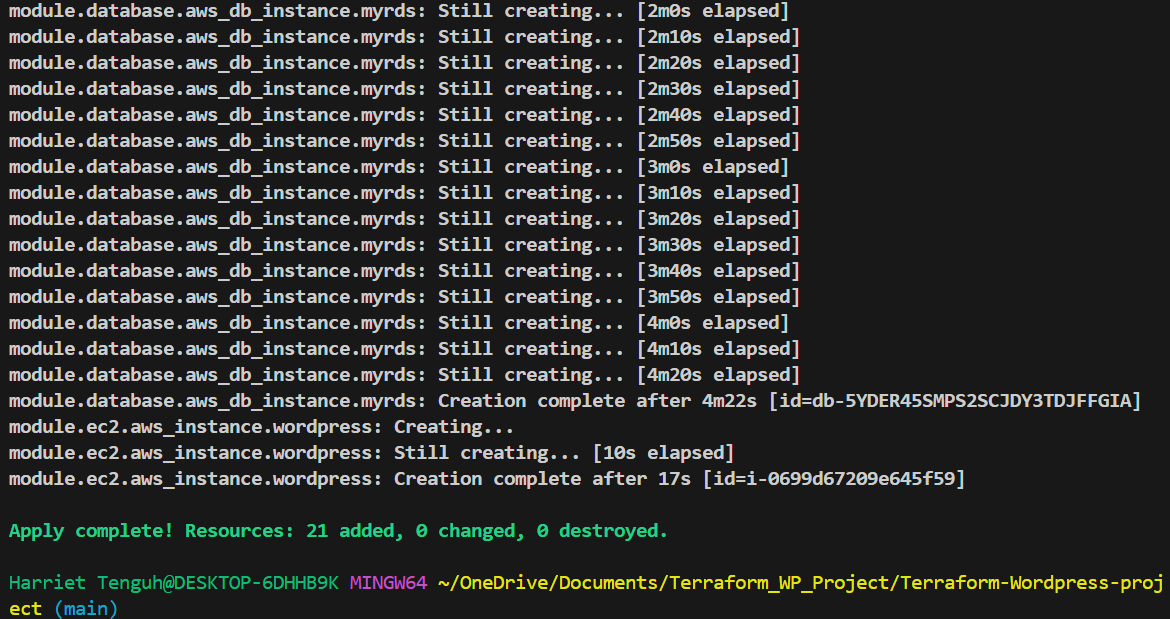 module.database.aws_db_instance.myrds: Still creating... [2m0s elapsed]
module.database.aws_db_instance.myrds: Still creating... [2m10s elapsed]
module.database.aws_db_instance.myrds: Still creating... [2m20s elapsed]
module.database.aws_db_instance.myrds: Still creating... [2m30s elapsed]
module.database.aws_db_instance.myrds: Still creating... [2m40s elapsed]
module.database.aws_db_instance.myrds: Still creating... [2m50s elapsed]
module.database.aws_db_instance.myrds: Still creating... [3m0s elapsed]
module.database.aws_db_instance.myrds: Still creating... [3m10s elapsed]
module.database.aws_db_instance.myrds: Still creating... [3m20s elapsed]
module.database.aws_db_instance.myrds: Still creating... [3m30s elapsed]
module.database.aws_db_instance.myrds: Still creating... [3m40s elapsed]
module.database.aws_db_instance.myrds: Still creating... [3m50s elapsed]
module.database.aws_db_instance.myrds: Still creating... [4m0s elapsed]
module.database.aws_db_instance.myrds: Still creating... [4m10s elapsed]
module.database.aws_db_instance.myrds: Still creating... [4m20s elapsed]
module.database.aws_db_instance.myrds: Creation complete after 4m22s [id=db-5YDER45SMPS2SCJDY3TDJFFGIA]
module.ec2.aws_instance.wordpress: Creating...
module.ec2.aws_instance.wordpress: Still creating... [10s elapsed]
module.ec2.aws_instance.wordpress: Creation complete after 17s [id=i-0699d67209e645f59]
Apply complete! Resources: 21 added, 0 changed, 0 destroyed.
Harriet Tenguh@DESKTOP-6DHHB9K MINGW64 ~/OneDrive/Documents/Terraform_WP_Project/Terraform-Wordpress-proj
ect (main)